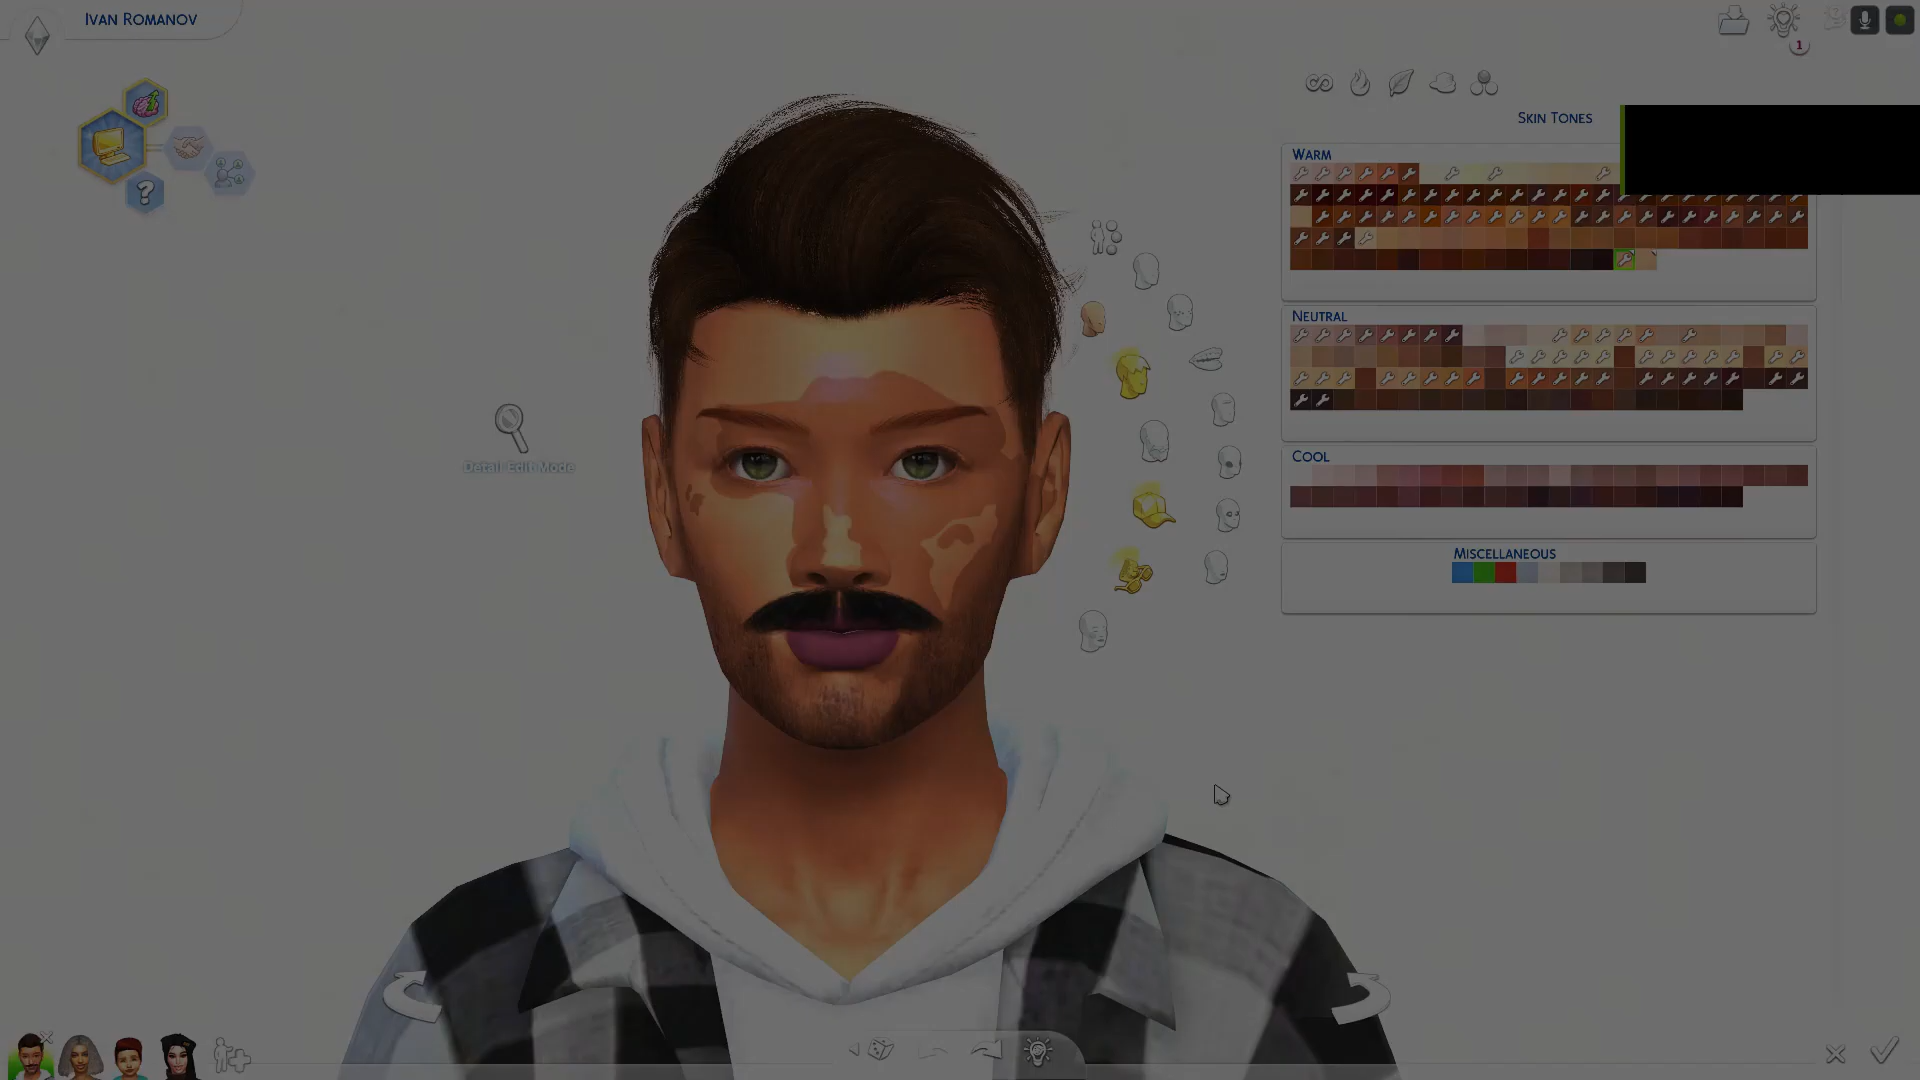 Ivan Romanov
1
Skin Tones
Warm
Neutral
Cool
Miscellaneous
Detail Edit Mode